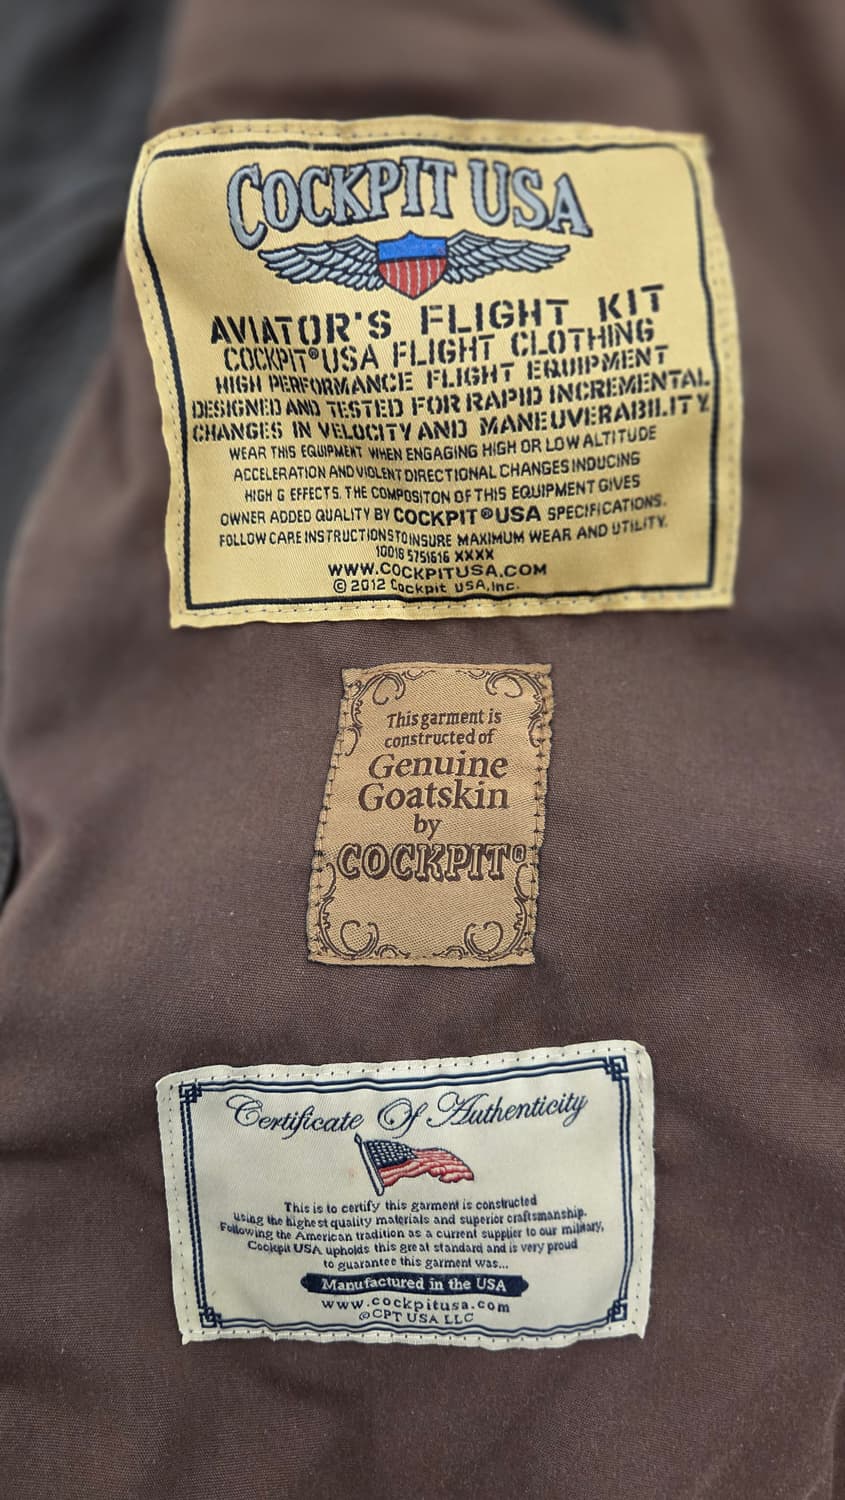 COCKPIT USA
AVIATOR'S FLIGHT KIT
COCKPIT®USA FLIGHT CLOTHING
HIGH PERFORMANCE FLIGHT EQUIPMENT
DESIGNED AND TESTED FOR RAPID INCREMENTAL
CHANGES IN VELOCITY AND MANEUVERABILITY.
WEAR THIS EQUIPMENT WHEN ENGAGING HIGH OR LOW ALTITUDE
ACCELERATION AND VIOLENT DIRECTIONAL CHANGES INDUCING
HIGH G EFFECTS. THE COMPOSITON OF THIS EQUIPMENT GIVES
OWNER ADDED QUALITY BY COCKPIT®USA SPECIFICATIONS.
FOLLOW CARE INSTRUCTIONS TO INSURE MAXIMUM WEAR AND UTILITY.
10018 5751616 XXXX
WWW.COCKPITUSA.COM
© 2012 Cockpit USA, Inc.
This garment is
constructed of
Genuine
Goatskin
by
COCKPIT®
Certificate Of Authenticity
This is to certify this garment is constructed
using the highest quality materials and superior craftsmanship.
Following the American tradition as a current supplier to our military,
Cockpit USA upholds this great standard and is very proud
to guarantee this garment was...
Manufactured in the USA
www.cockpitusa.com
©CPT USA LLC